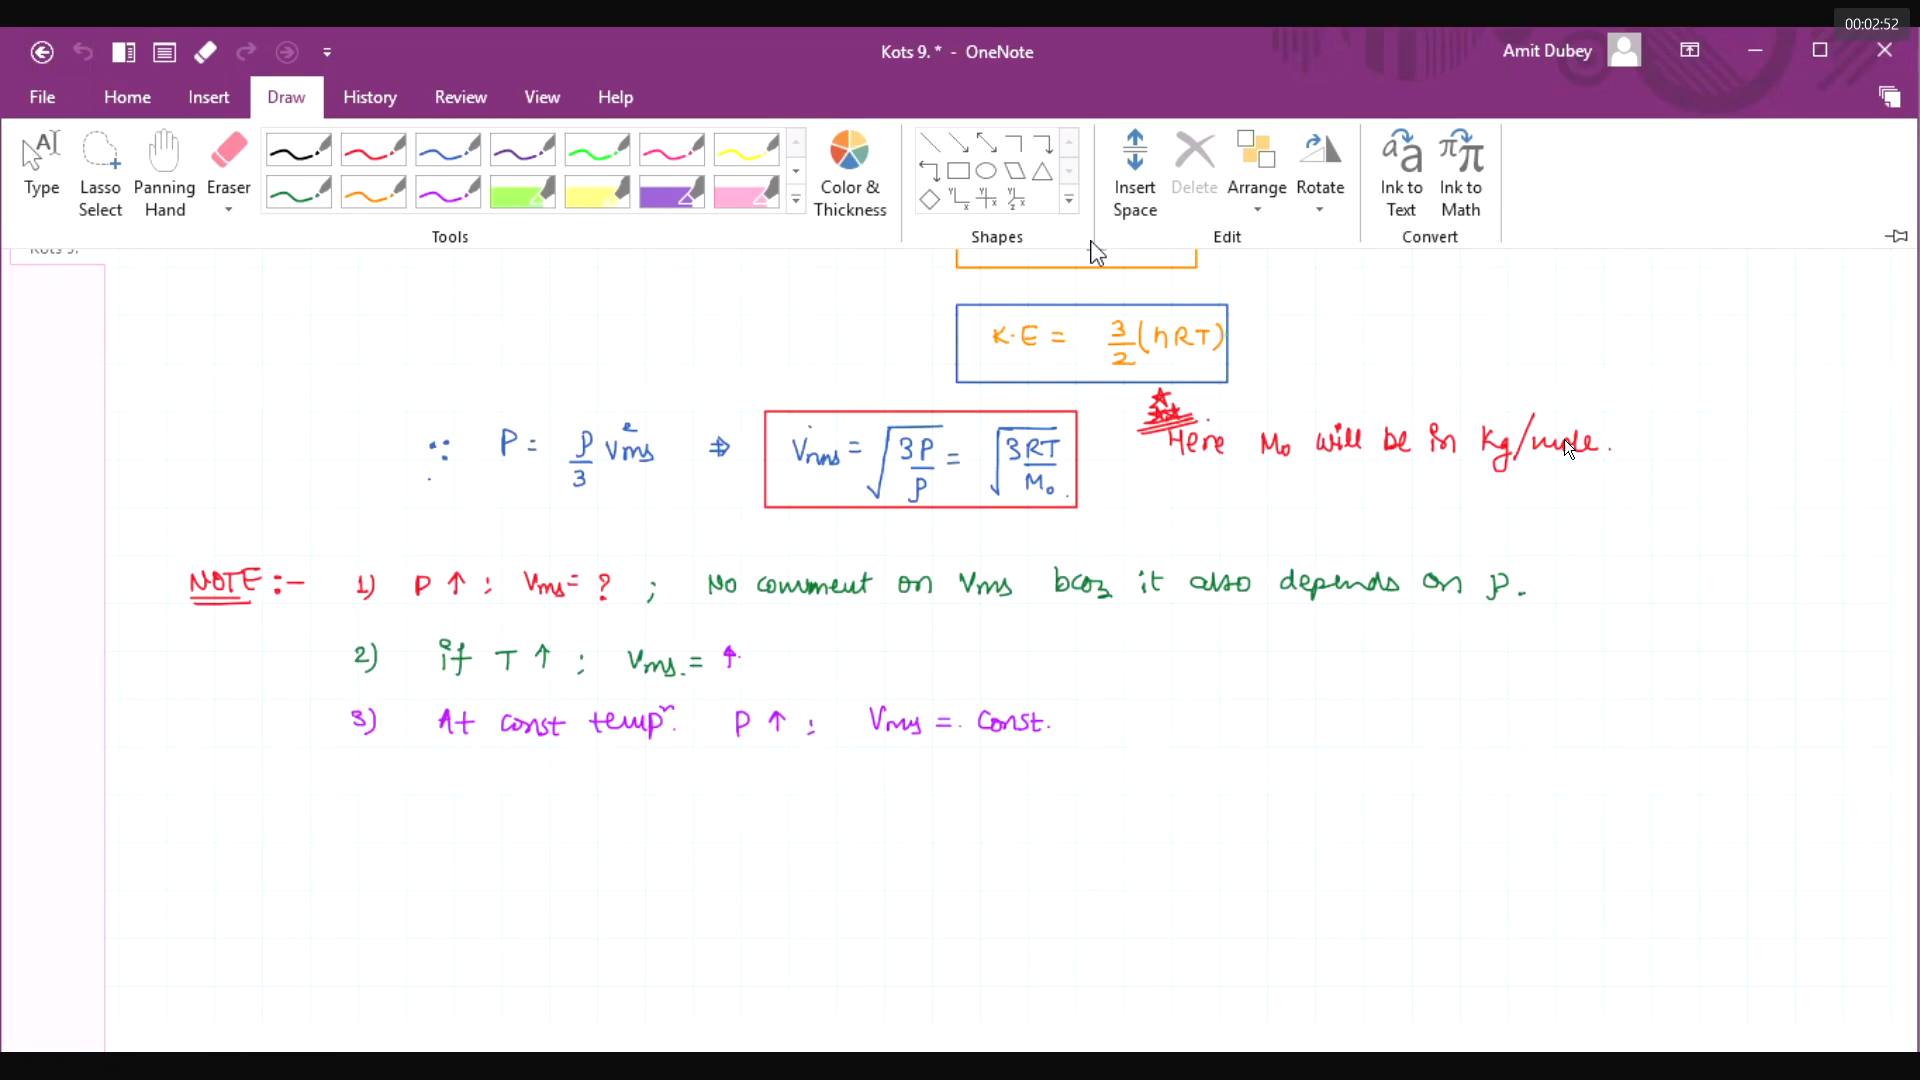 00:02:52
Kots 9.* - OneNote
Amit Dubey
File Home Insert Draw History Review View Help
Type
Lasso Select
Panning Hand
Eraser
Color & Thickness
Insert Space
Delete
Arrange
Rotate
Ink to Text
Ink to Math
Tools
Shapes
Edit
Convert
Kots 9.
K.E = 3/2 (nRT)
∵ P = ρ/3 Vrms² ⇒ Vrms = √(3P/ρ) = √(3RT/M₀)
Here M₀ will be in Kg/mole.
NOTE :- 1) P ↑ : Vrms = ? ; No comment on Vrms bcoz it also depends on ρ.
2) if T ↑ ; Vrms. = ↑
3) At const tempʳ. P ↑ ; Vrms = Const.